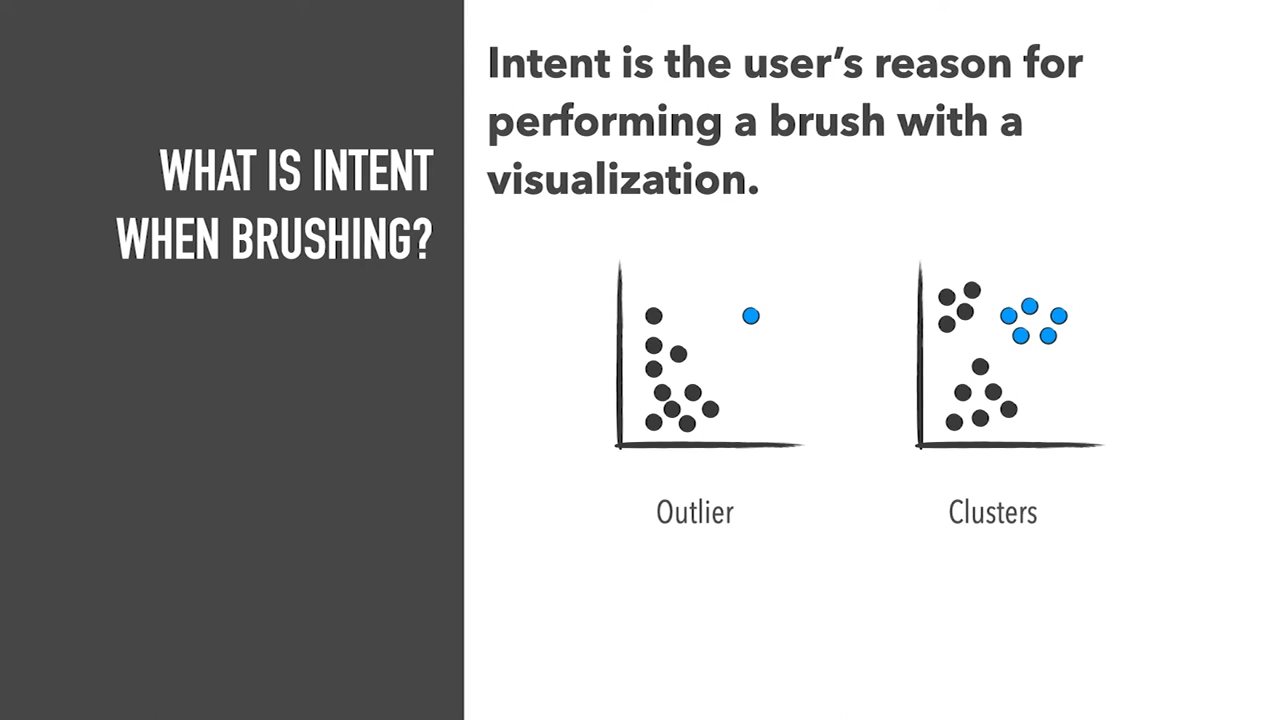 WHAT IS INTENT
WHEN BRUSHING?
Intent is the user’s reason for
performing a brush with a
visualization.
Outlier
Clusters